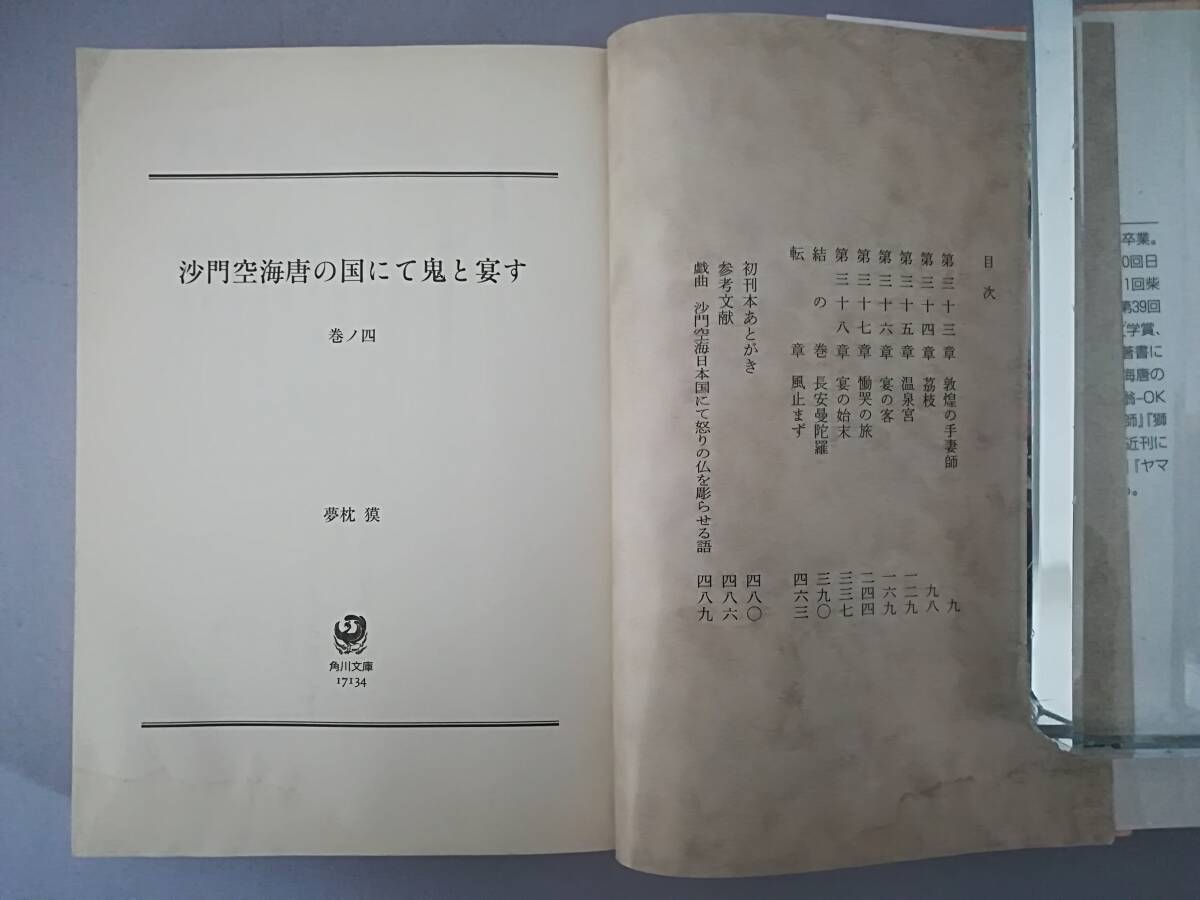 沙門空海唐の国にて鬼と宴す
巻ノ四
夢枕 獏
角川文庫
17134
目次
第三十三章 敦煌の手妻師 九
第三十四章 荔枝 九八
第三十五章 温泉宮 一二九
第三十六章 宴の客 一六九
第三十七章 慟哭の旅 二四四
第三十八章 宴の始末 三三七
結の巻 長安曼陀羅 三九〇
転章 風止まず 四六三
初刊本あとがき 四八〇
参考文献 四八六
戯曲 沙門空海日本国にて怒りの仏を彫らせる語 四八九
卒業。
0回日
1回柴
第39回
学賞、
著書に
海唐の
翁-OK
師』『獅
近刊に
『ヤマ